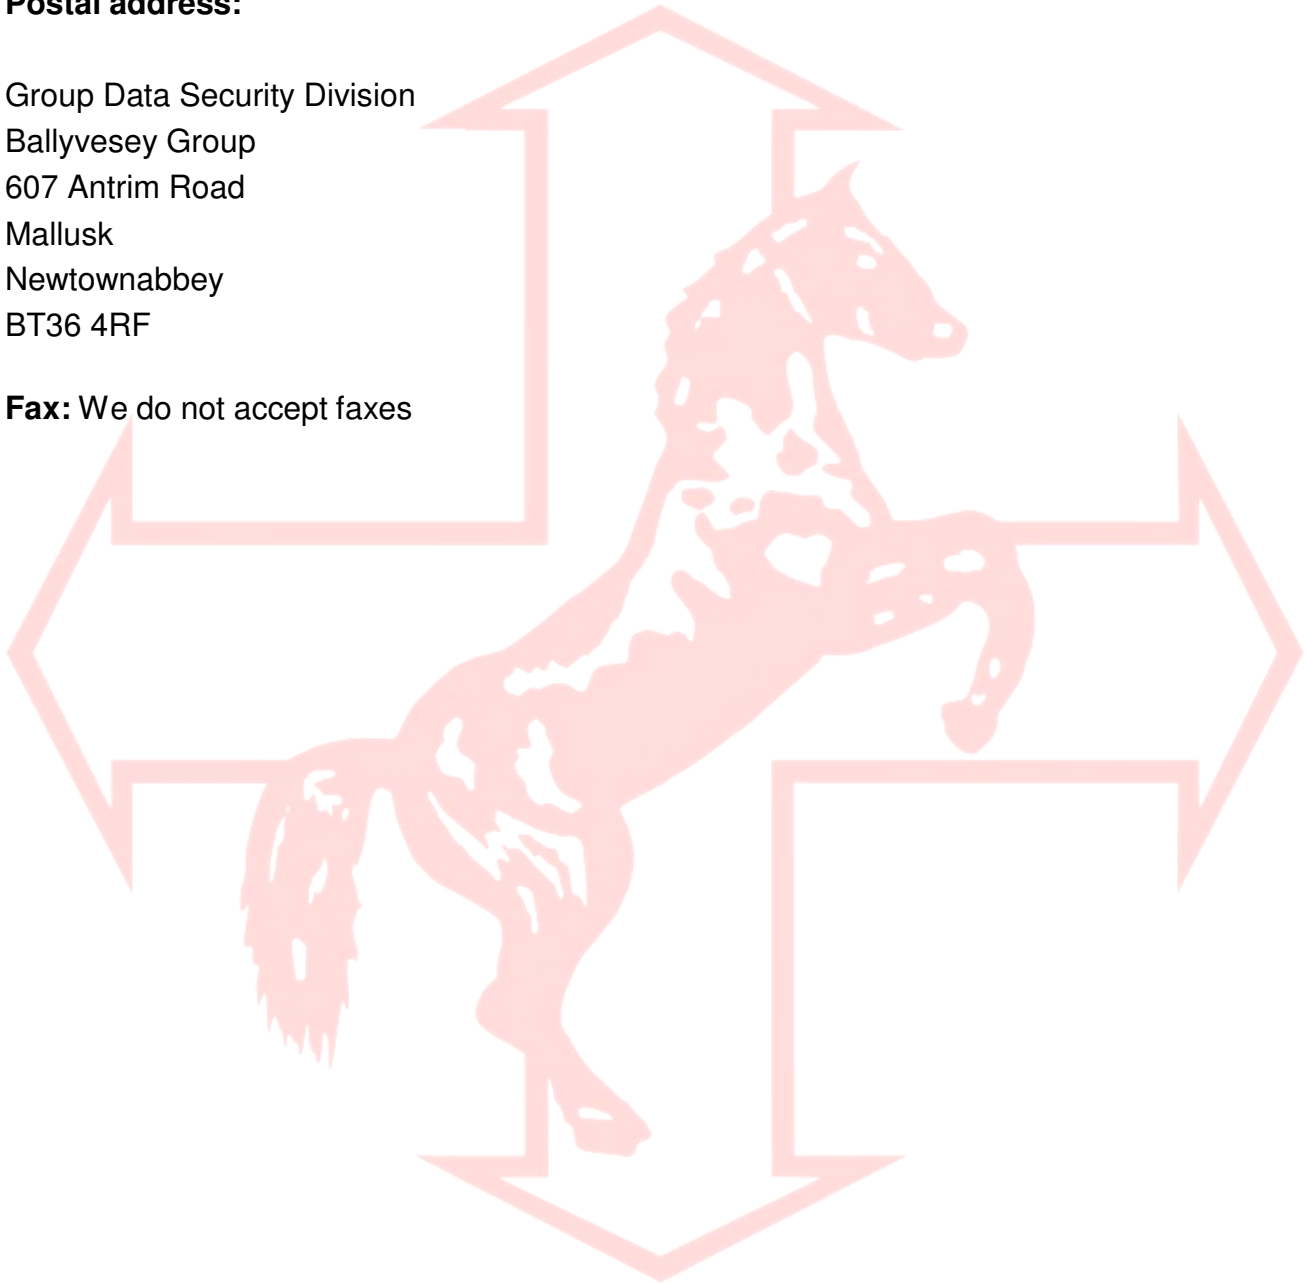 Postal address:
Group Data Security Division
Ballyvesey Group
607 Antrim Road
Mallusk
Newtownabbey
BT36 4RF
Fax: We do not accept faxes